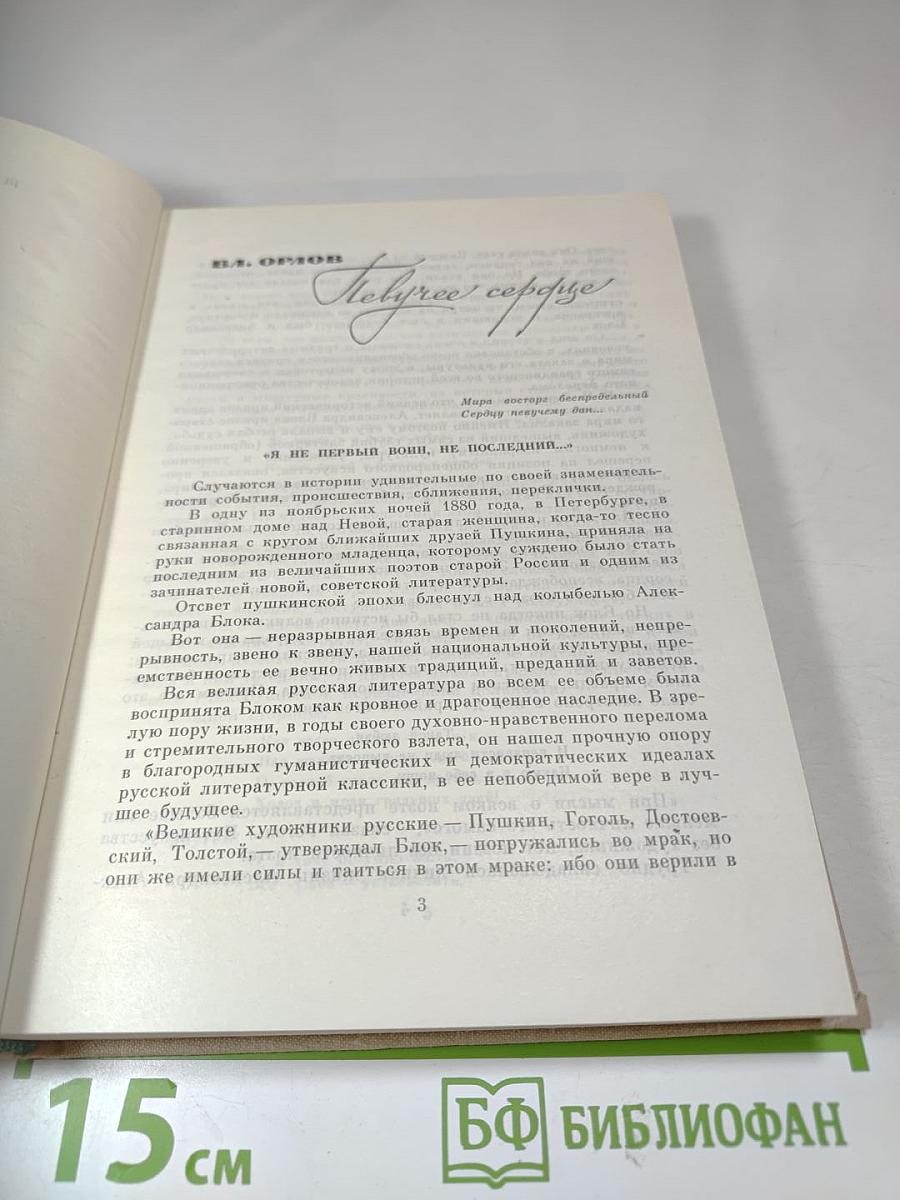 ВЛ. ОРЛОВ
Певучее сердце
Мира восторг беспредельный
Сердцу певучему дан...
«Я НЕ ПЕРВЫЙ ВОИН, НЕ ПОСЛЕДНИЙ...»
Случаются в истории удивительные по своей знаменатель-
ности события, происшествия, сближения, переклички.
В одну из ноябрьских ночей 1880 года, в Петербурге, в
старинном доме над Невой, старая женщина, когда-то тесно
связанная с кругом ближайших друзей Пушкина, приняла на
руки новорожденного младенца, которому суждено было стать
последним из величайших поэтов старой России и одним из
зачинателей новой, советской литературы.
Отсвет пушкинской эпохи блеснул над колыбелью Алек-
сандра Блока.
Вот она — неразрывная связь времен и поколений, непре-
рывность, звено к звену, нашей национальной культуры, пре-
емственность ее вечно живых традиций, преданий и заветов.
Вся великая русская литература во всем ее объеме была
воспринята Блоком как кровное и драгоценное наследие. В зре-
лую пору жизни, в годы своего духовно-нравственного перелома
и стремительного творческого взлета, он нашел прочную опору
в благородных гуманистических и демократических идеалах
русской литературной классики, в ее непобедимой вере в луч-
шее будущее.
«Великие художники русские — Пушкин, Гоголь, Достоев-
ский, Толстой,— утверждал Блок,— погружались во мрак, но
они же имели силы и таиться в этом мраке: ибо они верили в
3
15 см
БФ БИБЛИОФАН